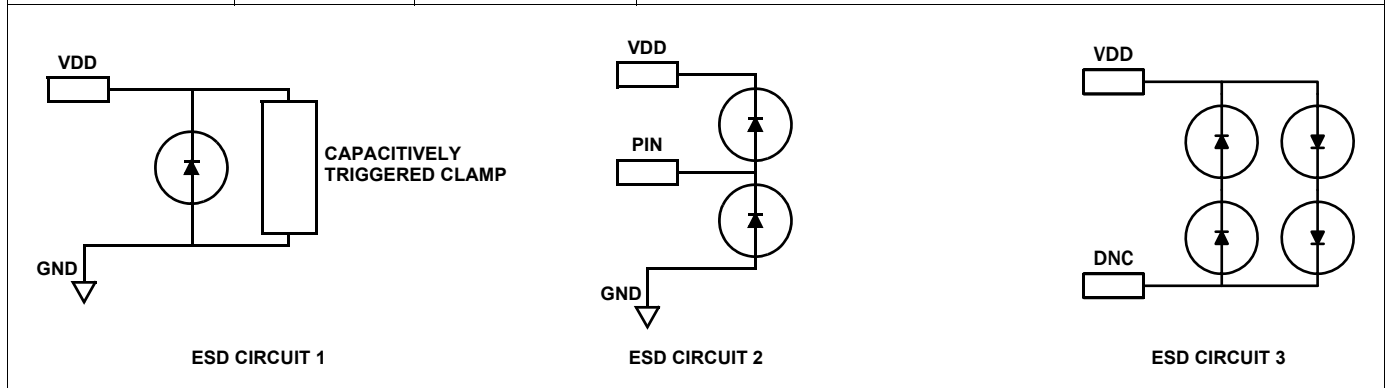 VDD
CAPACITIVELY
TRIGGERED CLAMP
GND
ESD CIRCUIT 1
VDD
PIN
GND
ESD CIRCUIT 2
VDD
DNC
ESD CIRCUIT 3